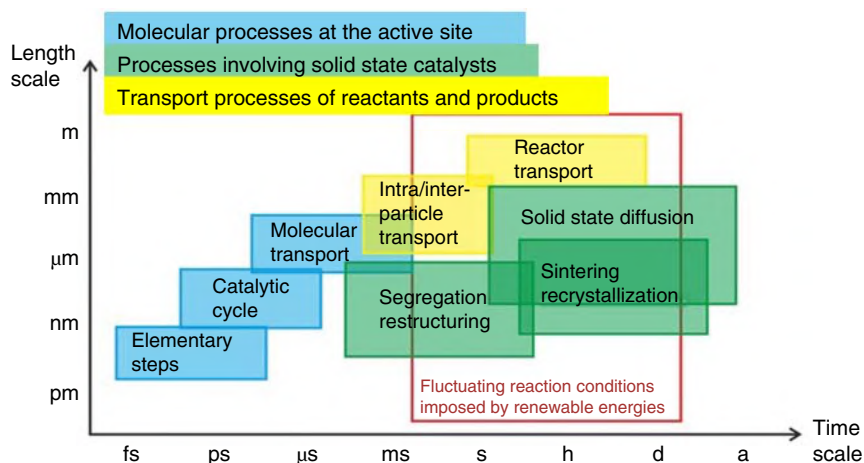 Molecular processes at the active site
Length
scale
Processes involving solid state catalysts
Transport processes of reactants and products
m
Reactor
transport
mm
Intra/inter-
particle
transport
Solid state diffusion
Molecular
transport
μm
Sintering
recrystallization
Catalytic
cycle
Segregation
restructuring
nm
Elementary
steps
pm
Fluctuating reaction conditions
imposed by renewable energies
fs
ps
μs
ms
s
h
d
a
Time
scale